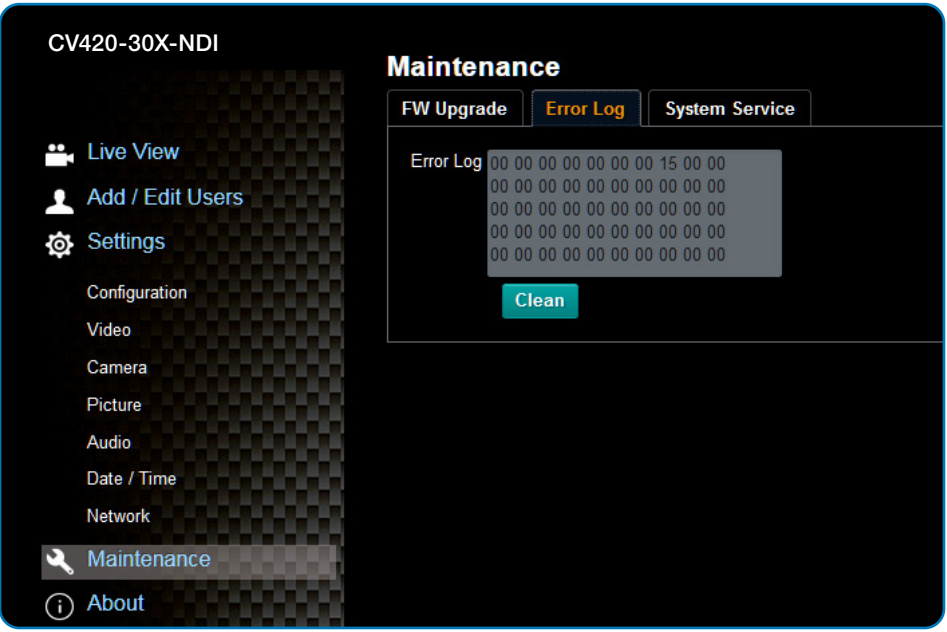 CV420-30X-NDI
Live View
Add / Edit Users
Settings
Configuration
Video
Camera
Picture
Audio
Date / Time
Network
Maintenance
About
Maintenance
FW Upgrade Error Log System Service
Error Log 00 00 00 00 00 00 00 15 00 00
00 00 00 00 00 00 00 00 00 00
00 00 00 00 00 00 00 00 00 00
00 00 00 00 00 00 00 00 00 00
00 00 00 00 00 00 00 00 00 00
Clean